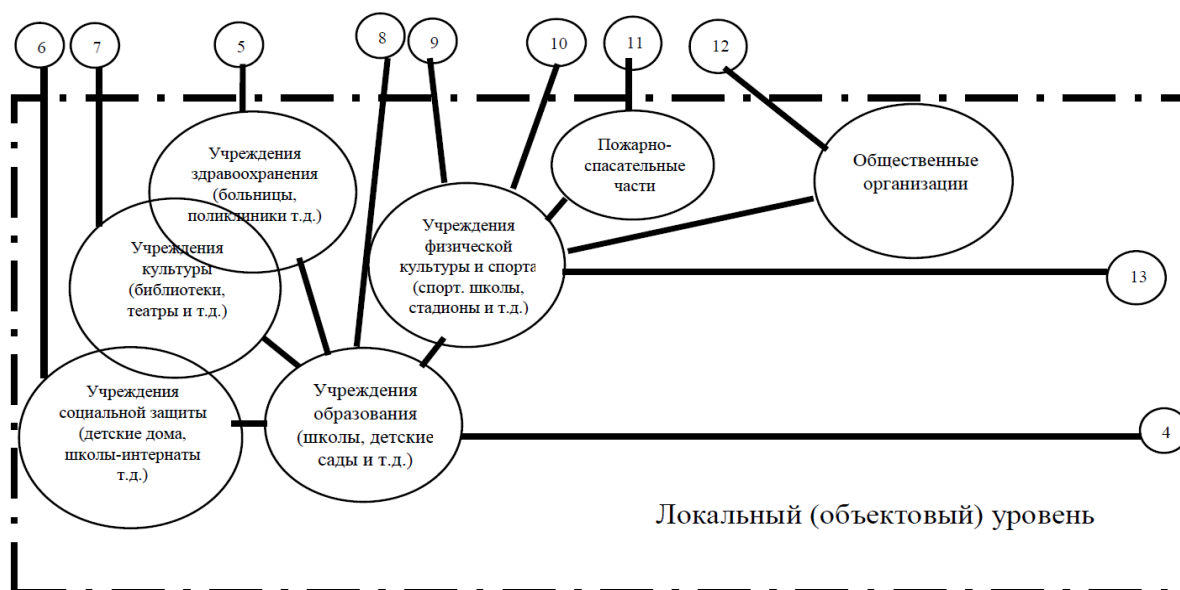 6
7
5
8
9
10
11
12
Учреждения
здравоохранения
(больницы,
поликлиники т.д.)
Пожарно-
спасательные
части
Общественные
организации
Учреждения
культуры
(библиотеки,
театры и т.д.)
Учреждения
физической
культуры и спорта
(спорт. школы,
стадионы и т.д.)
13
Учреждения
социальной защиты
(детские дома,
школы-интернаты
т.д.)
Учреждения
образования
(школы, детские
сады и т.д.)
4
Локальный (объектовый) уровень